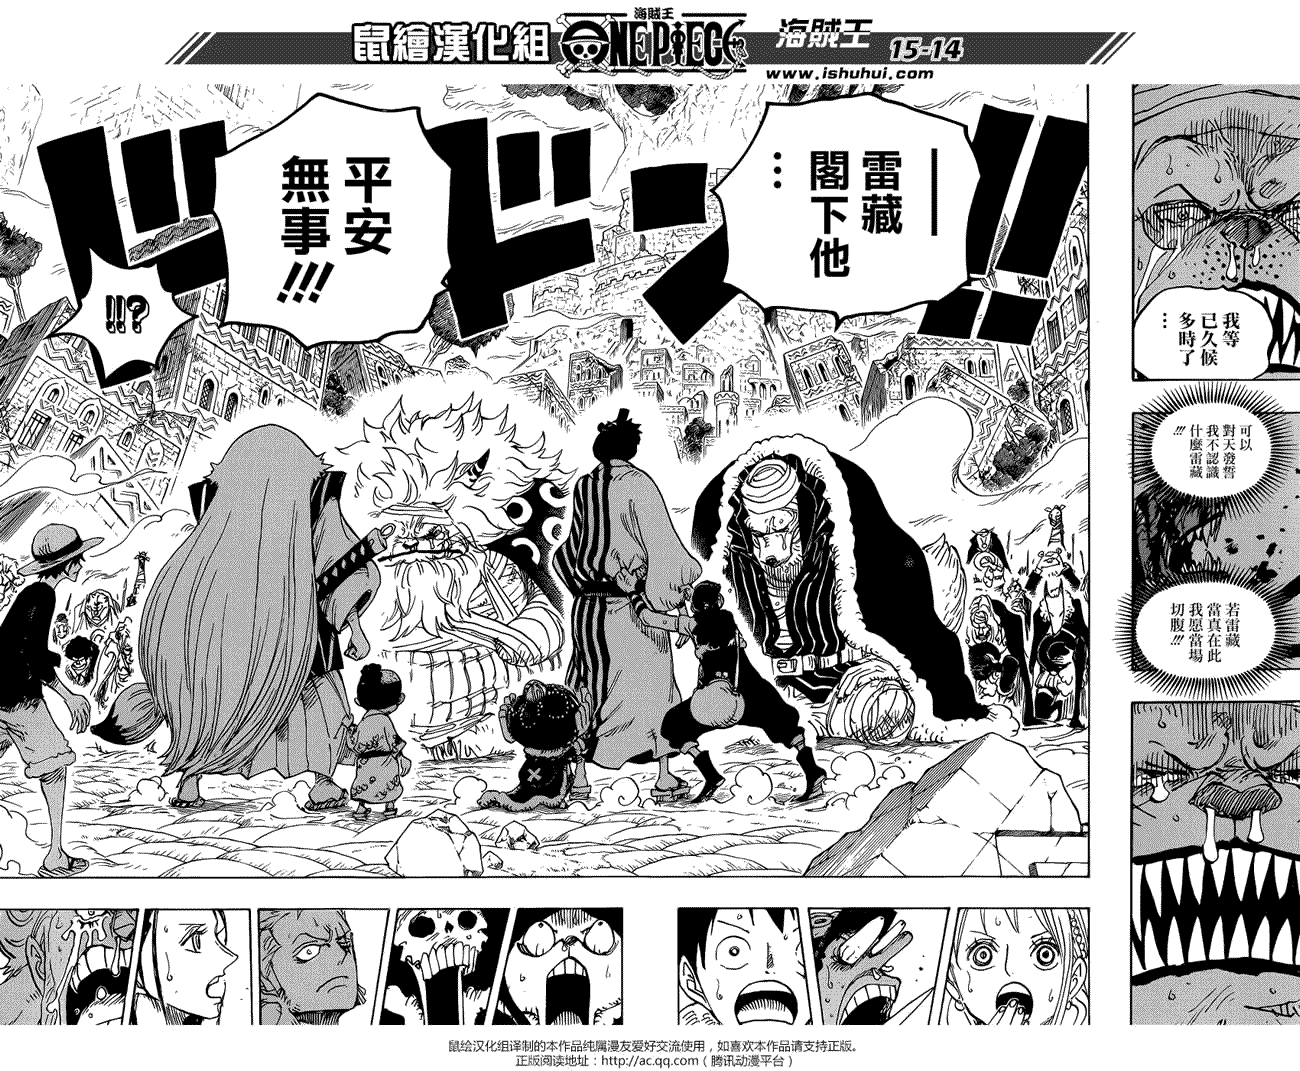 鼠繪漢化組
海賊王
ONE PIECE
海賊王
15-14
www.ishuhui.com
我等
已久候
多時了
…
可以
對天發誓
我不認識
什麼雷藏
!!!
若雷藏
當真在此
我愿當場
切腹!!!
!!
——
雷藏
閣下他
…
ドン
平安
無事!!!
!!?
鼠绘汉化组译制的本作品纯属漫友爱好交流使用，如喜欢本作品请支持正版。
正版阅读地址：http://ac.qq.com（腾讯动漫平台）